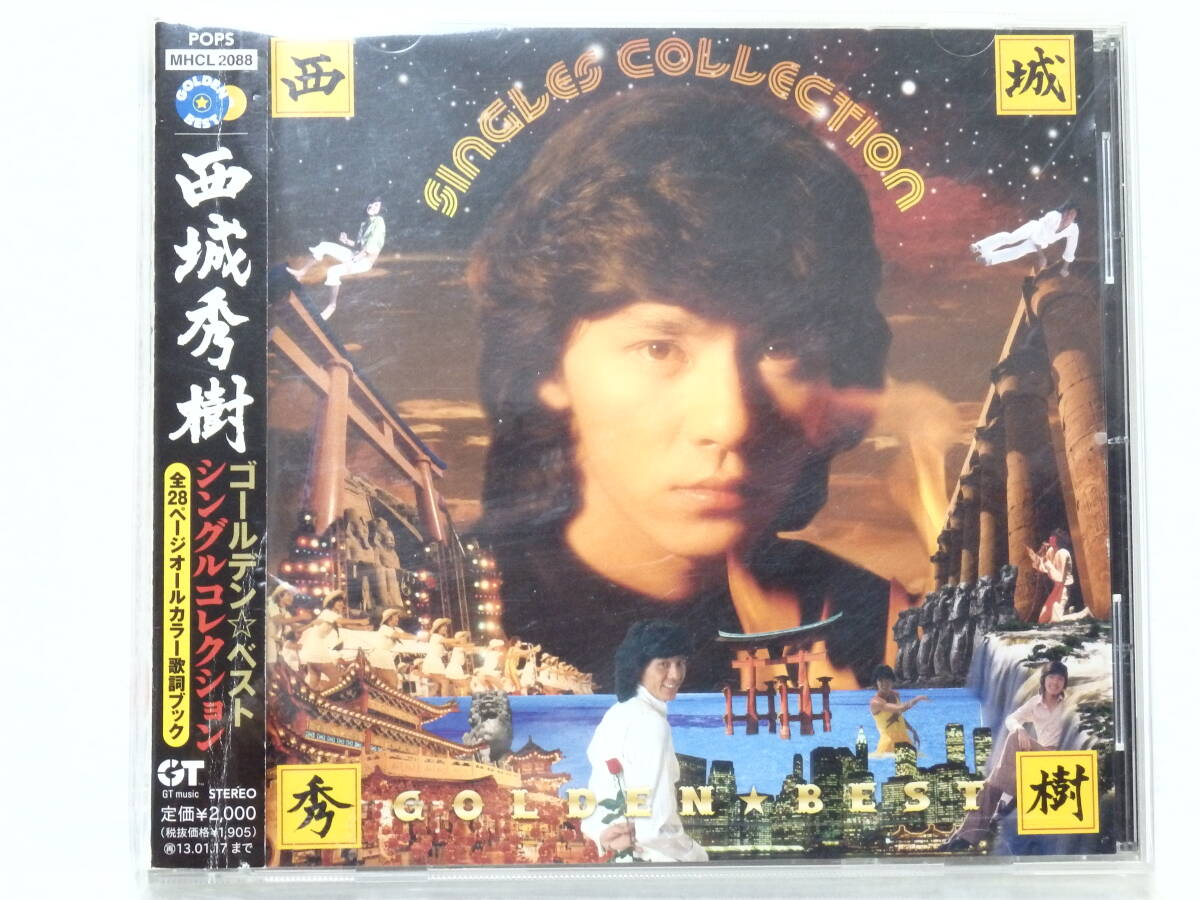 POPS
MHCL 2088
GOLDEN
BEST
西城秀樹
ゴールデン☆ベスト
シングルコレクション
全28ページオールカラー歌詞ブック
GT
GT music STEREO
定価¥2,000
(税抜価格¥1,905)
㋐13.01.17まで
西
城
SINGLES COLLECTION
秀
樹
GOLDEN★BEST